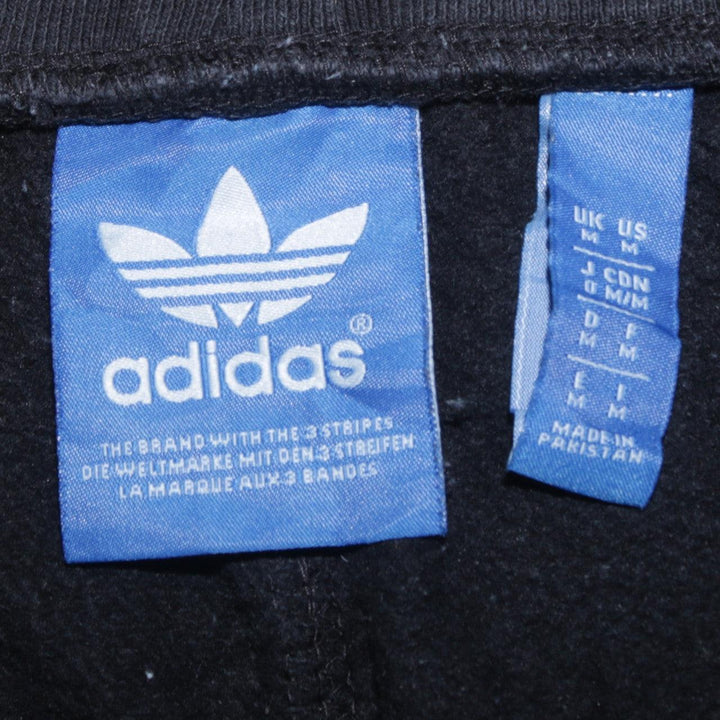 adidas®
THE BRAND WITH THE 3 STRIPES
DIE WELTMARKE MIT DEN 3 STREIFEN
LA MARQUE AUX 3 BANDES
UK US
M M
J CDN
O M/M
D F
M M
E I
M M
MADE IN
PAKISTAN